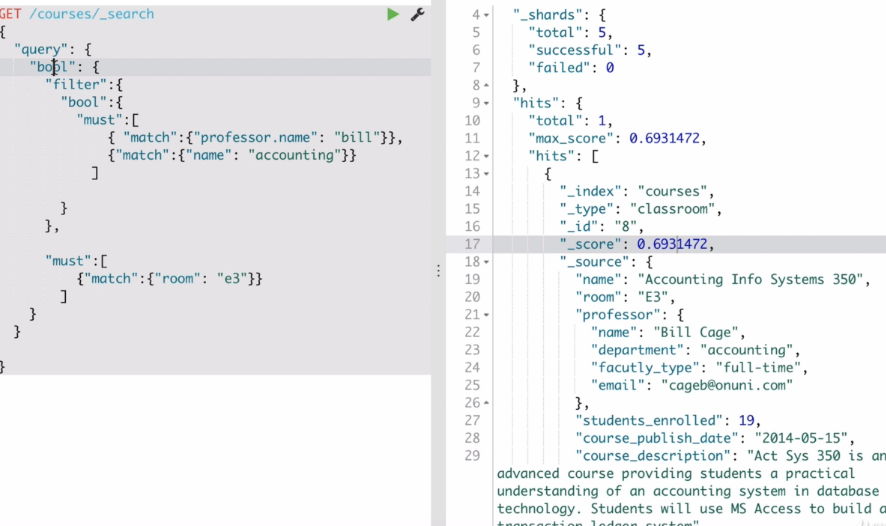 GET /courses/_search
{
"query": {
"bool": {
"filter":{
"bool":{
"must":[
{ "match":{"professor.name": "bill"}},
{"match":{"name": "accounting"}}
]
}
},
"must":[
{"match":{"room": "e3"}}
]
}
}
}
4 "_shards": {
5 "total": 5,
6 "successful": 5,
7 "failed": 0
8 },
9 "hits": {
10 "total": 1,
11 "max_score": 0.6931472,
12 "hits": [
13 {
14 "_index": "courses",
15 "_type": "classroom",
16 "_id": "8",
17 "_score": 0.6931472,
18 "_source": {
19 "name": "Accounting Info Systems 350",
20 "room": "E3",
21 "professor": {
22 "name": "Bill Cage",
23 "department": "accounting",
24 "facutly_type": "full-time",
25 "email": "cageb@onuni.com"
26 },
27 "students_enrolled": 19,
28 "course_publish_date": "2014-05-15",
29 "course_description": "Act Sys 350 is an
advanced course providing students a practical
understanding of an accounting system in database
technology. Students will use MS Access to build a
transaction ledger system"